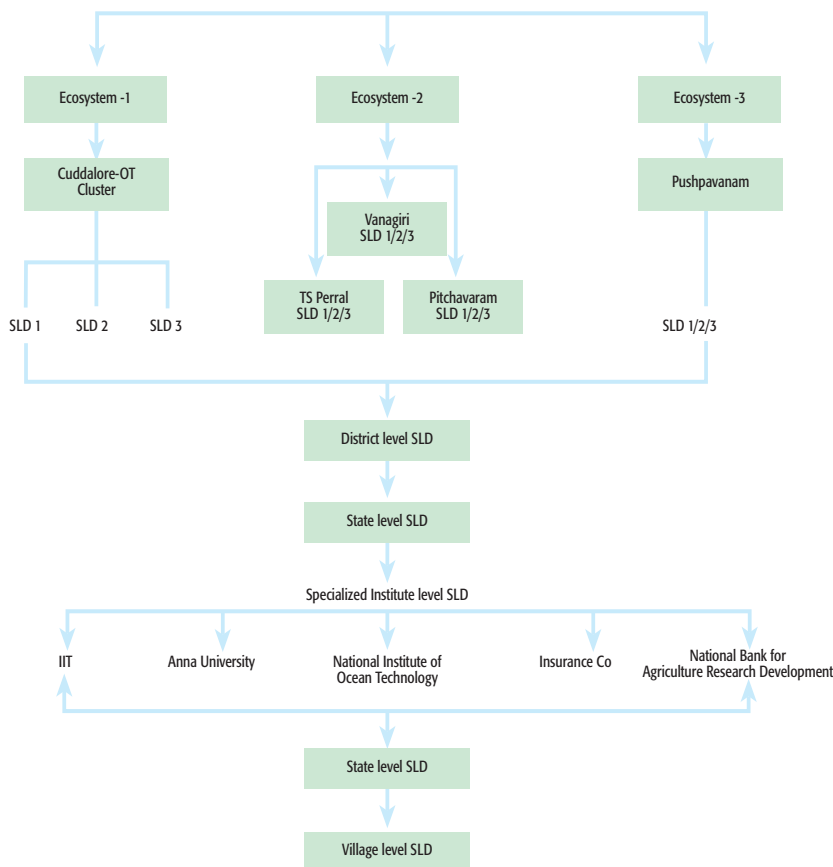 Ecosystem -1
Ecosystem -2
Ecosystem -3
Cuddalore-OT
Cluster
Pushpavanam
Vanagiri
SLD 1/2/3
TS Perral
SLD 1/2/3
Pitchavaram
SLD 1/2/3
SLD 1
SLD 2
SLD 3
SLD 1/2/3
District level SLD
State level SLD
Specialized Institute level SLD
IIT
Anna University
National Institute of
Ocean Technology
Insurance Co
National Bank for
Agriculture Research Development
State level SLD
Village level SLD